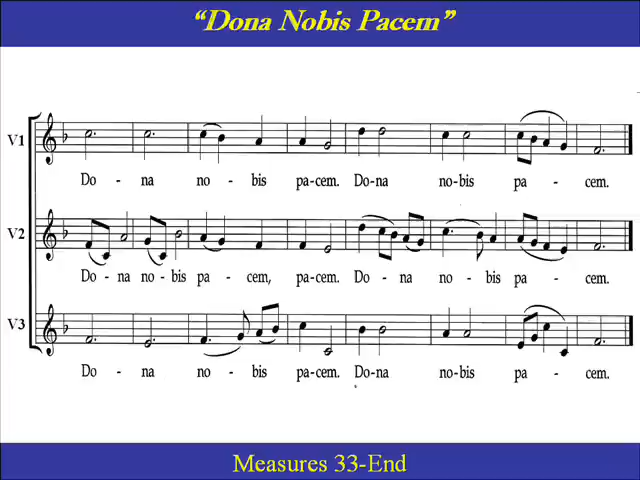 “Dona Nobis Pacem”
V1
Do - na no - bis pa-cem. Do-na no-bis pa - cem.
V2
Do - na no-bis pa - cem, pa-cem. Do - na no-bis pa - cem.
V3
Do - na no - bis pa-cem. Do-na no-bis pa - cem.
Measures 33-End